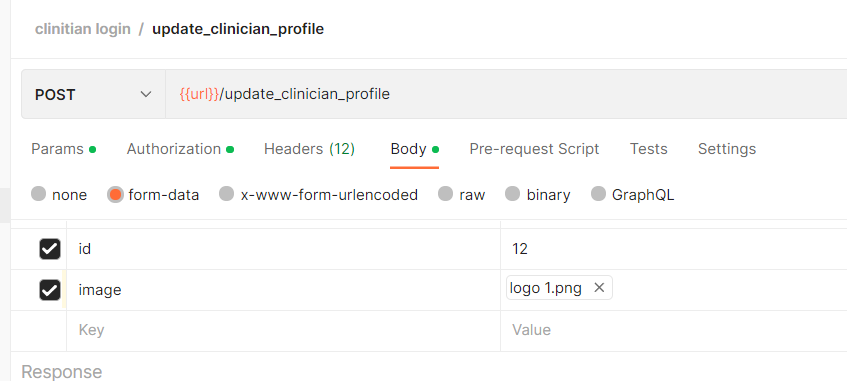 clinitian login / update_clinician_profile
POST {{url}}/update_clinician_profile
Params Authorization Headers (12) Body Pre-request Script Tests Settings
none form-data x-www-form-urlencoded raw binary GraphQL
id 12
image logo 1.png
Key Value
Response